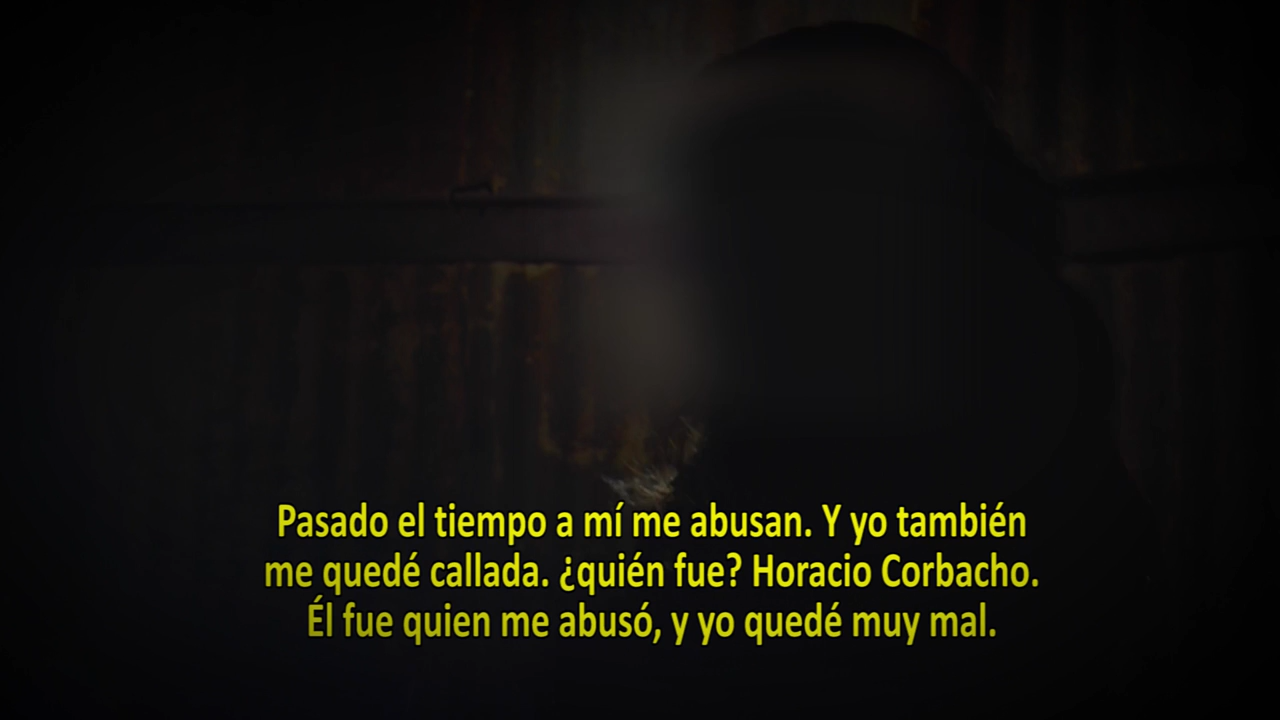 Pasado el tiempo a mí me abusan. Y yo también
me quedé callada. ¿quién fue? Horacio Corbacho.
Él fue quien me abusó, y yo quedé muy mal.